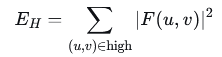 E_H = \sum_{(u,v) \in \text{high}} |F(u,v)|^2